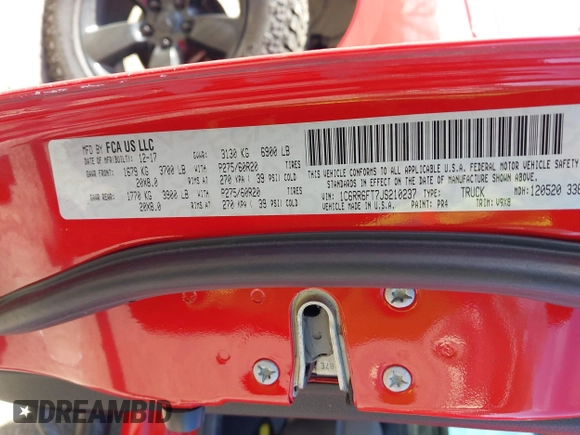 MFD BY FCA US LLC
DATE OF MFR(BUILT): 12-17 GVWR: 3130 KG 6900 LB
GAWR FRONT: 1679 KG 3700 LB WITH P275/60R20 TIRES
20X8.0 270 KPA ( 39 PSI) COLD
GAWR REAR: 1770 KG 3900 LB WITH P275/60R20 TIRES
20X8.0 270 KPA ( 39 PSI) COLD
THIS VEHICLE CONFORMS TO ALL APPLICABLE U.S.A. FEDERAL MOTOR VEHICLE SAFETY
STANDARDS IN EFFECT ON THE DATE OF
MANUFACTURE SHOWN ABOVE.
VIN: 1C6RR6FT7JS210237 TYPE: TRUCK MDH: 120520
VEHICLE MADE IN U.S.A. PAINT: PR4 TRIM: V9X8
DREAMBID